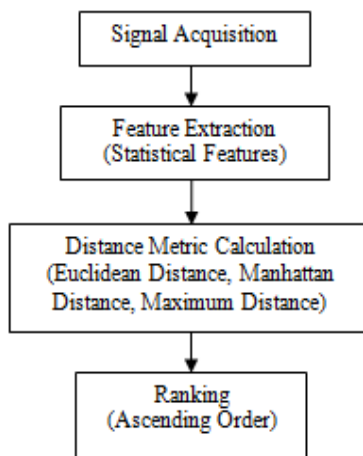 Signal Acquisition
Feature Extraction
(Statistical Features)
Distance Metric Calculation
(Euclidean Distance, Manhattan
Distance, Maximum Distance)
Ranking
(Ascending Order)